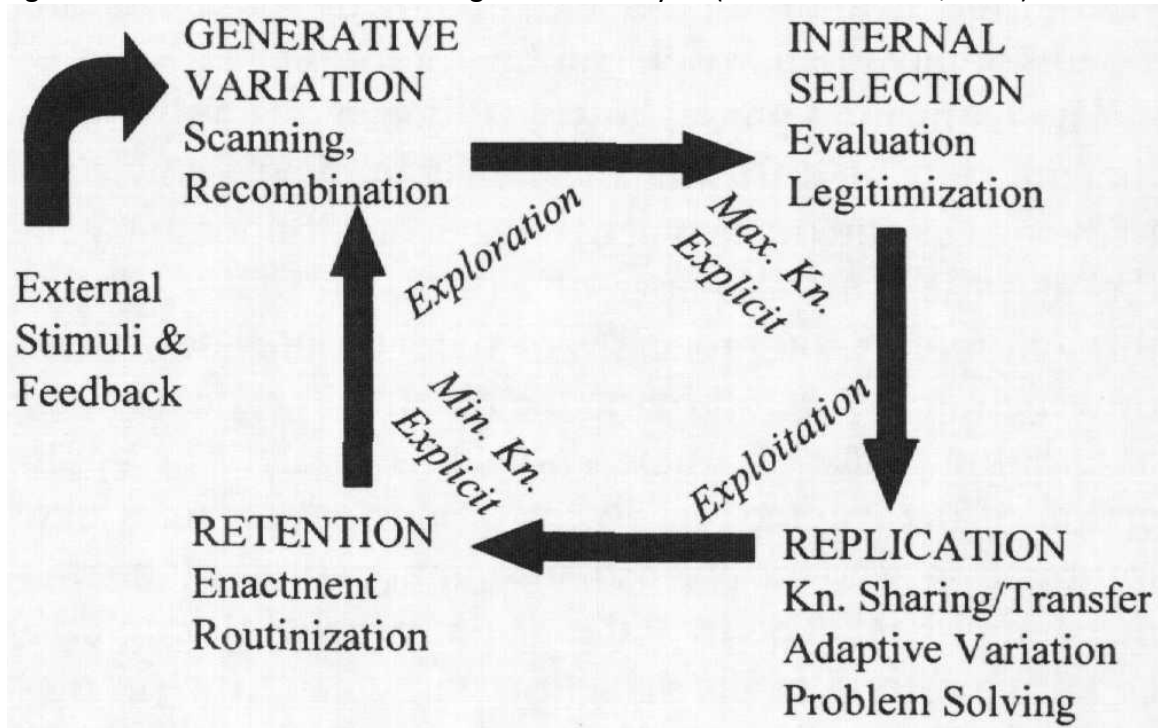 GENERATIVE
VARIATION
Scanning,
Recombination
INTERNAL
SELECTION
Evaluation
Legitimization
External
Stimuli &
Feedback
Exploration
Max. Kn.
Explicit
Min. Kn.
Explicit
Exploitation
RETENTION
Enactment
Routinization
REPLICATION
Kn. Sharing/Transfer
Adaptive Variation
Problem Solving